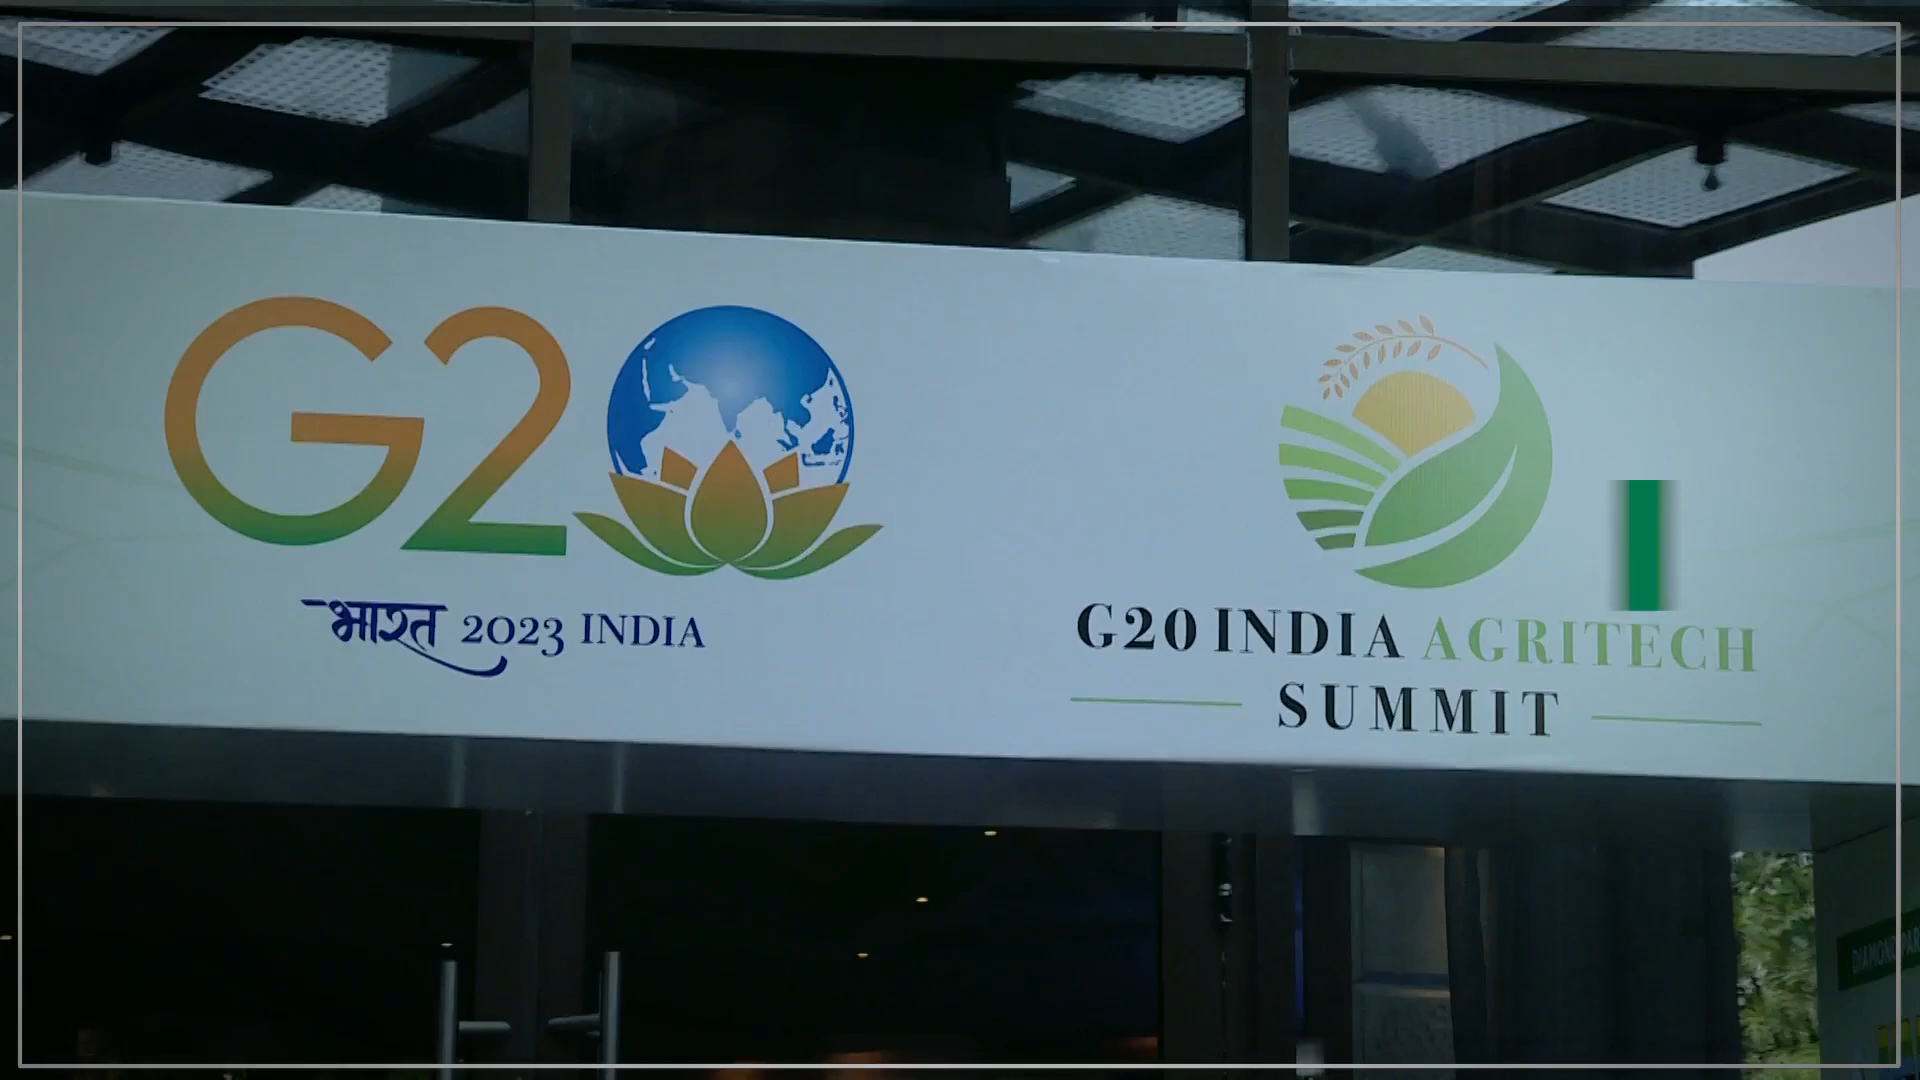 G20
भारत 2023 INDIA
G20 INDIA AGRITECH
SUMMIT